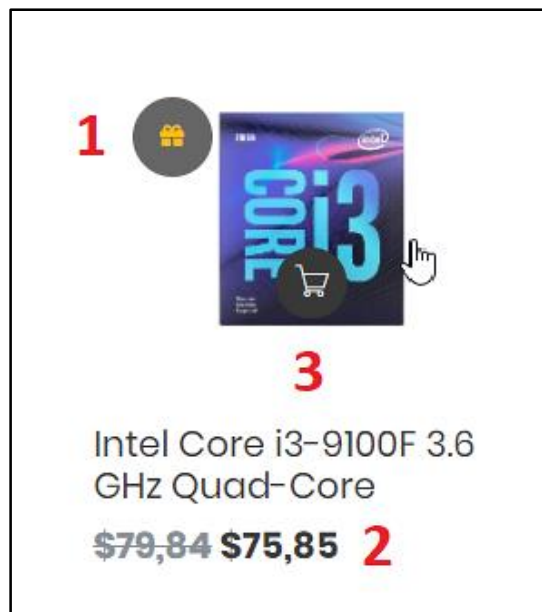 1
intel
CORE
i3
3
Intel Core i3-9100F 3.6
GHz Quad-Core
$79,84 $75,85 2